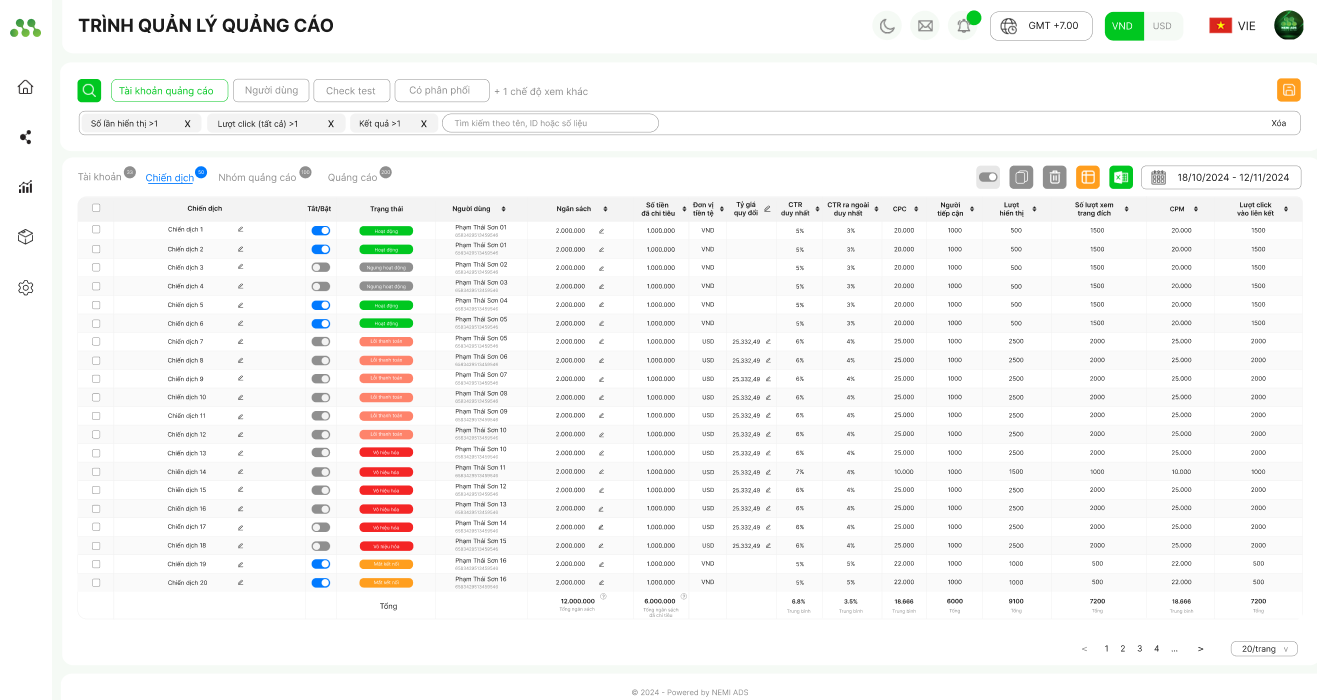 TRÌNH QUẢN LÝ QUẢNG CÁO
GMT +7.00
VND USD
VIE
Tài khoản quảng cáo
Người dùng
Check test
Có phân phối
+ 1 chế độ xem khác
Số lần hiển thị >1 X
Lượt click (tất cả) >1 X
Kết quả >1 X
Tìm kiếm theo tên, ID hoặc số liệu
Xóa
Tài khoản
Chiến dịch 50
Nhóm quảng cáo 100
Quảng cáo 200
18/10/2024 - 12/11/2024
Chiến dịch Tắt/Bật Trạng thái Người dùng Ngân sách Số tiền đã chi tiêu Đơn vị tiền tệ Tỷ giá quy đổi CTR duy nhất CTR ra ngoài duy nhất CPC Người tiếp cận Lượt hiển thị Số lượt xem trang đích CPM Lượt click vào liên kết
Chiến dịch 1 Hoạt động Phạm Thái Sơn 01 2.000.000 1.000.000 VND 5% 3% 20.000 1000 500 1500 20.000 1500
Chiến dịch 2 Hoạt động Phạm Thái Sơn 01 2.000.000 1.000.000 VND 5% 3% 20.000 1000 500 1500 20.000 1500
Chiến dịch 3 Ngưng hoạt động Phạm Thái Sơn 02 2.000.000 1.000.000 VND 5% 3% 20.000 1000 500 1500 20.000 1500
Chiến dịch 4 Ngưng hoạt động Phạm Thái Sơn 03 2.000.000 1.000.000 VND 5% 3% 20.000 1000 500 1500 20.000 1500
Chiến dịch 5 Hoạt động Phạm Thái Sơn 04 2.000.000 1.000.000 VND 5% 3% 20.000 1000 500 1500 20.000 1500
Chiến dịch 6 Hoạt động Phạm Thái Sơn 05 2.000.000 1.000.000 VND 5% 3% 20.000 1000 500 1500 20.000 1500
Chiến dịch 7 Lỗi thanh toán Phạm Thái Sơn 05 2.000.000 1.000.000 USD 25.332,49 6% 4% 25.000 1000 2500 2000 25.000 2000
Chiến dịch 8 Lỗi thanh toán Phạm Thái Sơn 06 2.000.000 1.000.000 USD 25.332,49 6% 4% 25.000 1000 2500 2000 25.000 2000
Chiến dịch 9 Lỗi thanh toán Phạm Thái Sơn 07 2.000.000 1.000.000 USD 25.332,49 6% 4% 25.000 1000 2500 2000 25.000 2000
Chiến dịch 10 Lỗi thanh toán Phạm Thái Sơn 08 2.000.000 1.000.000 USD 25.332,49 6% 4% 25.000 1000 2500 2000 25.000 2000
Chiến dịch 11 Lỗi thanh toán Phạm Thái Sơn 09 2.000.000 1.000.000 USD 25.332,49 6% 4% 25.000 1000 2500 2000 25.000 2000
Chiến dịch 12 Lỗi thanh toán Phạm Thái Sơn 10 2.000.000 1.000.000 USD 25.332,49 6% 4% 25.000 1000 2500 2000 25.000 2000
Chiến dịch 13 Vô hiệu hóa Phạm Thái Sơn 10 2.000.000 1.000.000 USD 25.332,49 6% 4% 25.000 1000 2500 2000 25.000 2000
Chiến dịch 14 Vô hiệu hóa Phạm Thái Sơn 11 2.000.000 1.000.000 USD 25.332,49 7% 4% 10.000 1000 1500 1000 10.000 1000
Chiến dịch 15 Vô hiệu hóa Phạm Thái Sơn 12 2.000.000 1.000.000 USD 25.332,49 6% 4% 25.000 1000 2500 2000 25.000 2000
Chiến dịch 16 Vô hiệu hóa Phạm Thái Sơn 13 2.000.000 1.000.000 USD 25.332,49 6% 4% 25.000 1000 2500 2000 25.000 2000
Chiến dịch 17 Vô hiệu hóa Phạm Thái Sơn 14 2.000.000 1.000.000 USD 25.332,49 6% 4% 25.000 1000 2500 2000 25.000 2000
Chiến dịch 18 Vô hiệu hóa Phạm Thái Sơn 15 2.000.000 1.000.000 USD 25.332,49 6% 4% 25.000 1000 2500 2000 25.000 2000
Chiến dịch 19 Mất kết nối Phạm Thái Sơn 16 2.000.000 1.000.000 VND 5% 5% 22.000 1000 1000 500 22.000 500
Chiến dịch 20 Mất kết nối Phạm Thái Sơn 16 2.000.000 1.000.000 VND 5% 5% 22.000 1000 1000 500 22.000 500
Tổng 12.000.000 6.000.000 6.8% 3.5% 18.666 6000 9100 7200 18.666 7200
Tổng ngân sách Tổng ngân sách đã chi tiêu Trung bình Trung bình Trung bình Tổng Tổng Tổng Trung bình Tổng
< 1 2 3 4 ... >
20/trang
© 2024 - Powered by NEMI ADS